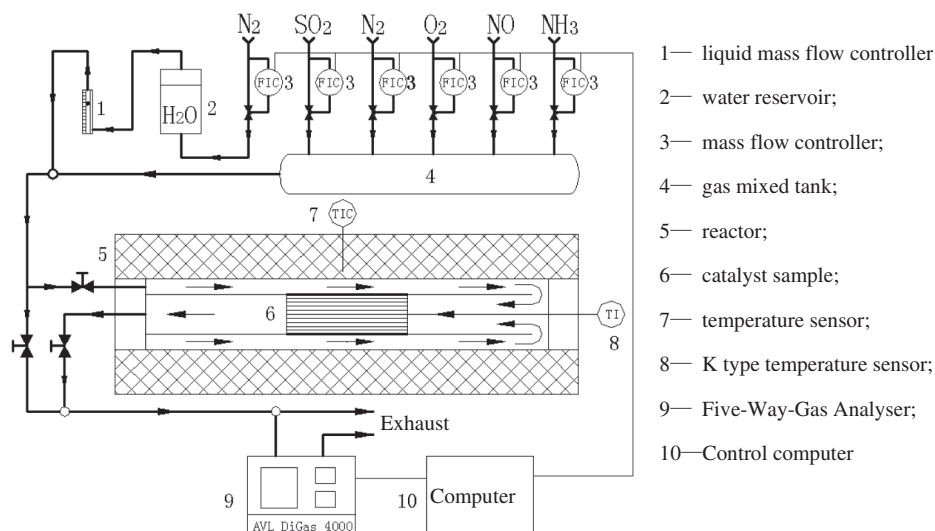 N2 SO2 N2 O2 NO NH3
FIC 3 FIC 3 FIC 3 FIC 3 FIC 3 FIC 3
1
H2O 2
4
7 TIC
5
6
TI
8
Exhaust
9
AVL DiGas 4000
10 Computer
1— liquid mass flow controller
2— water reservoir;
3— mass flow controller;
4— gas mixed tank;
5— reactor;
6— catalyst sample;
7— temperature sensor;
8— K type temperature sensor;
9— Five-Way-Gas Analyser;
10— Control computer